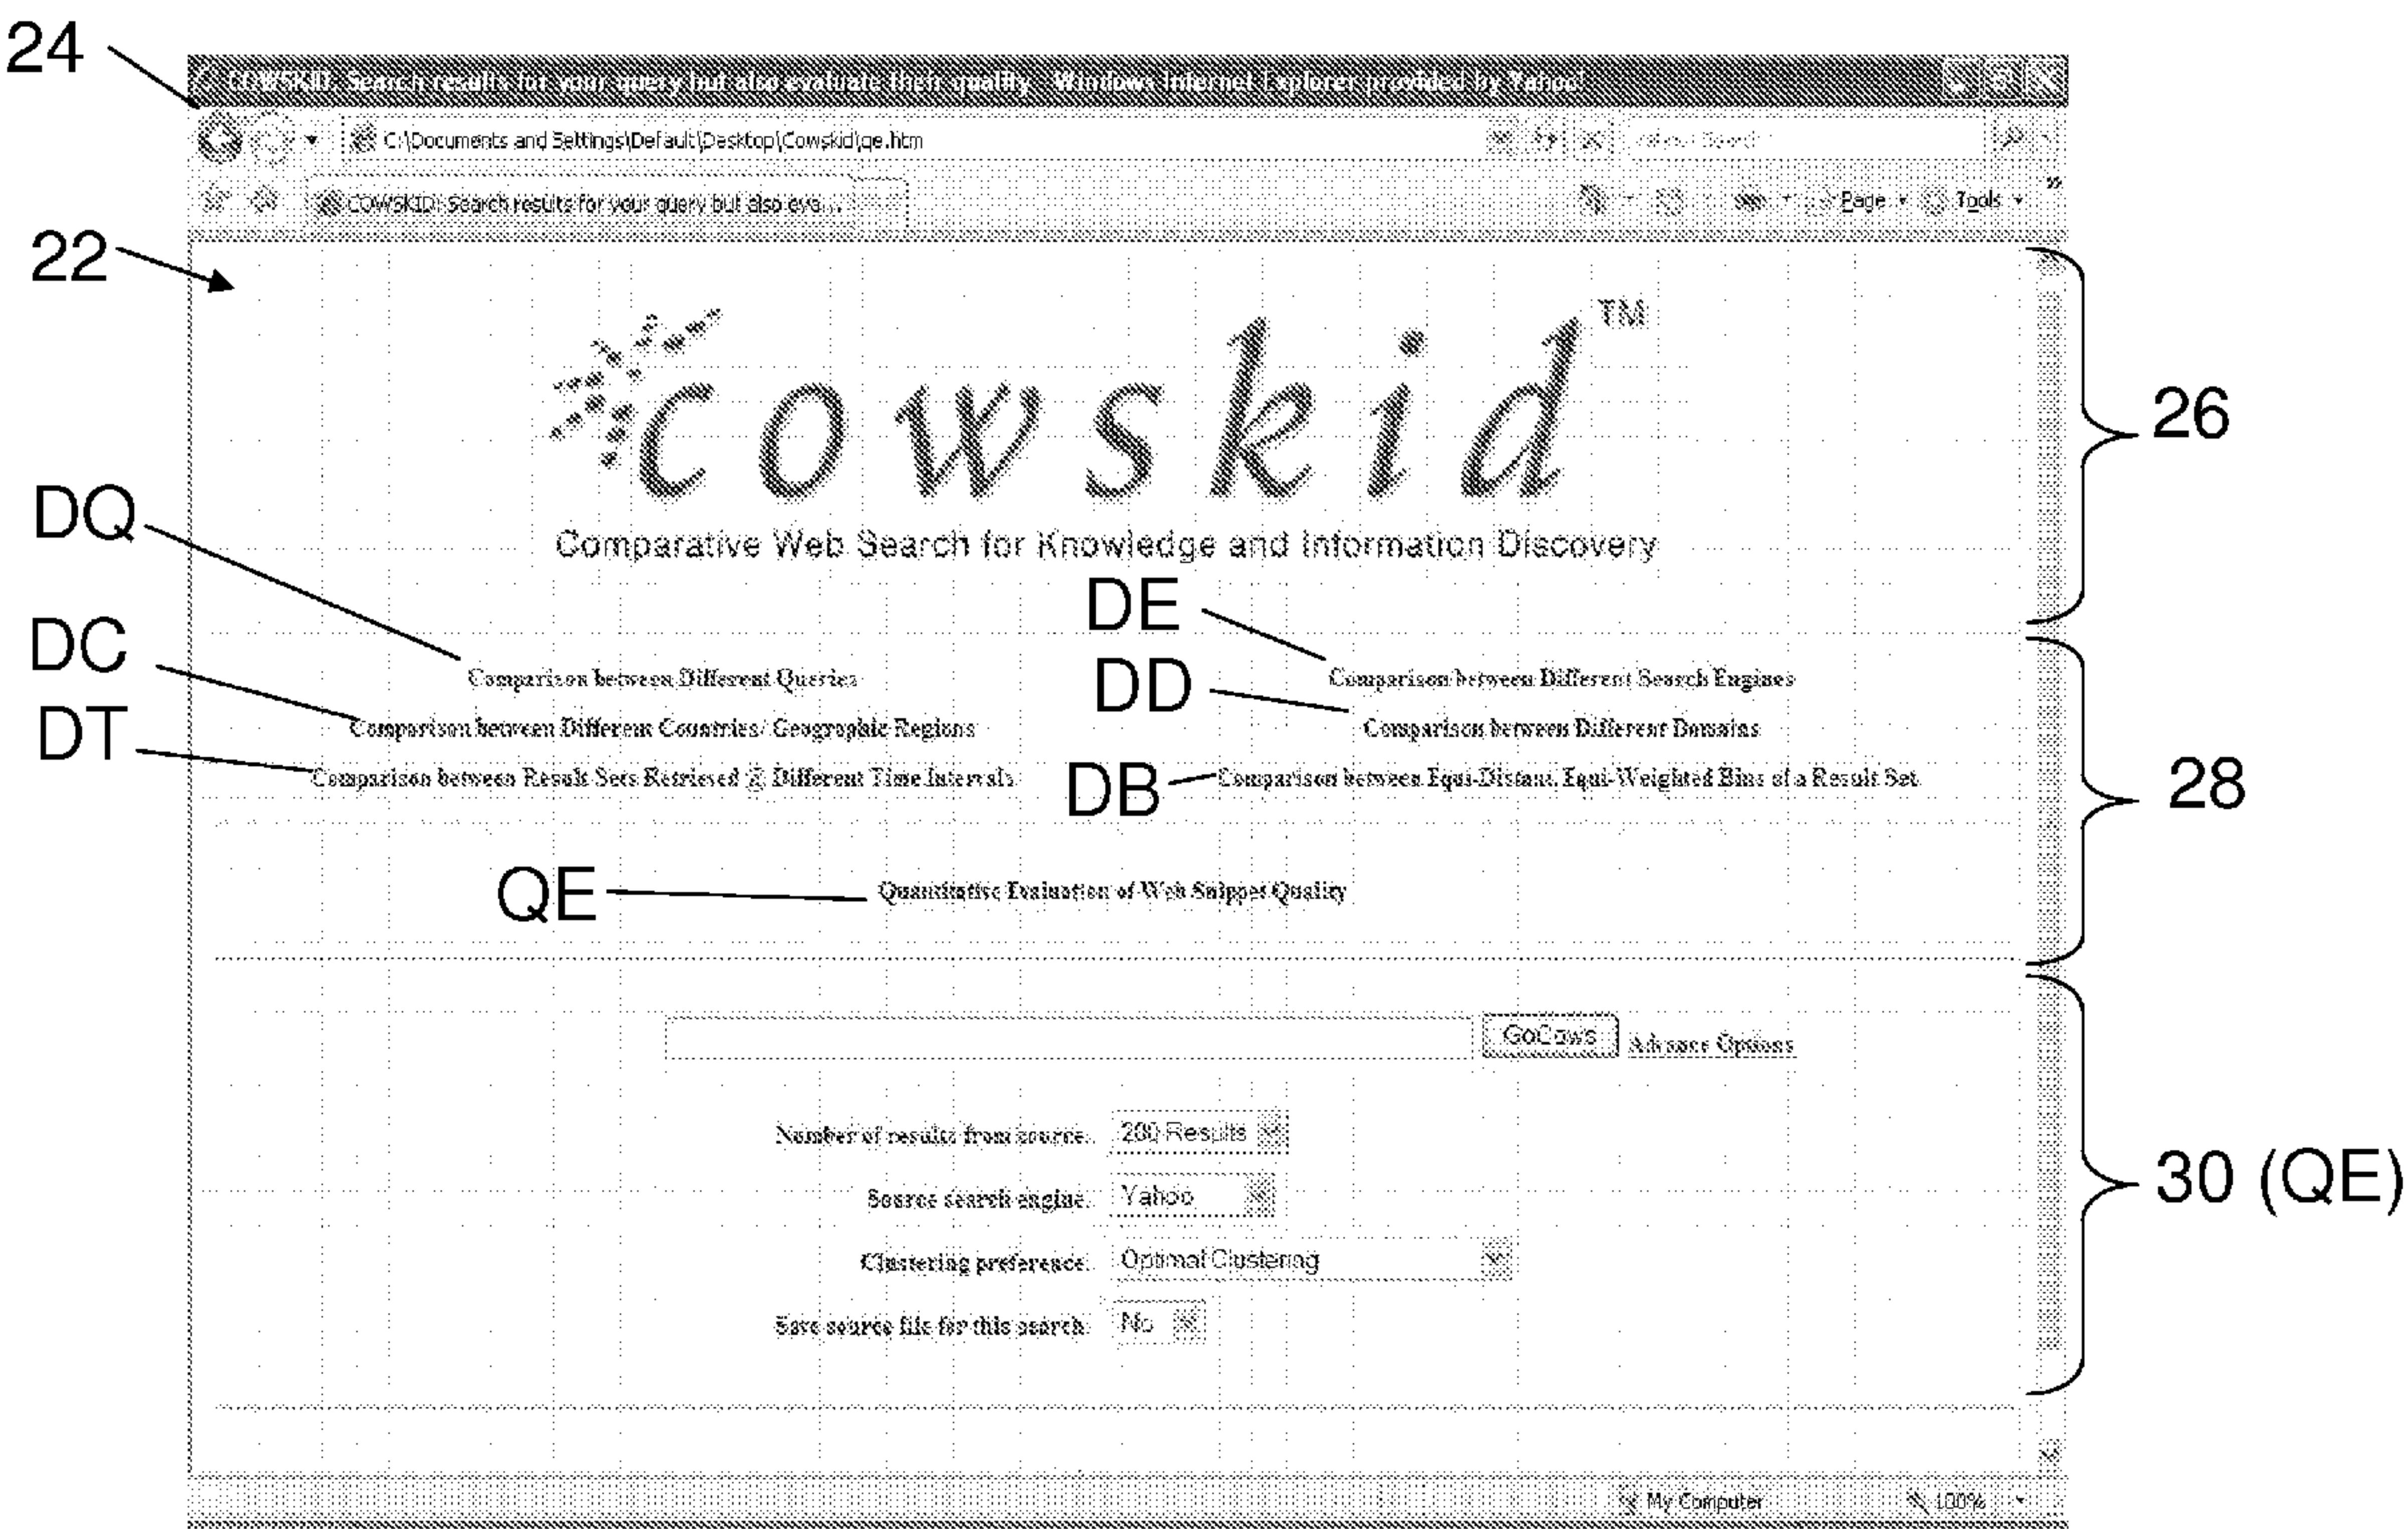 24
COWSKID: Search results for your query but also evaluate their quality - Windows Internet Explorer provided by Yahoo!
C:\Documents and Settings\Default\Desktop\Cowskid\qe.htm
COWSKID: Search results for your query but also eva...
Page
Tools
»
22
cowskid TM
26
Comparative Web Search for Knowledge and Information Discovery
DQ
DE
DC
DD
DT
DB
Comparison between Different Queries
Comparison between Different Search Engines
Comparison between Different Countries/ Geographic Regions
Comparison between Different Domains
Comparison between Result Sets Retrieved @ Different Time Intervals
Comparison between Equi-Distant, Equi-Weighted Bins of a Result Set
28
QE
Quantitative Evaluation of Web Snippet Quality
GoCows
Advance Options
Number of results from source:
200 Results
Source search engine:
Yahoo
30 (QE)
Clustering preference:
Optimal Clustering
Save source file for this search:
No
My Computer
100%